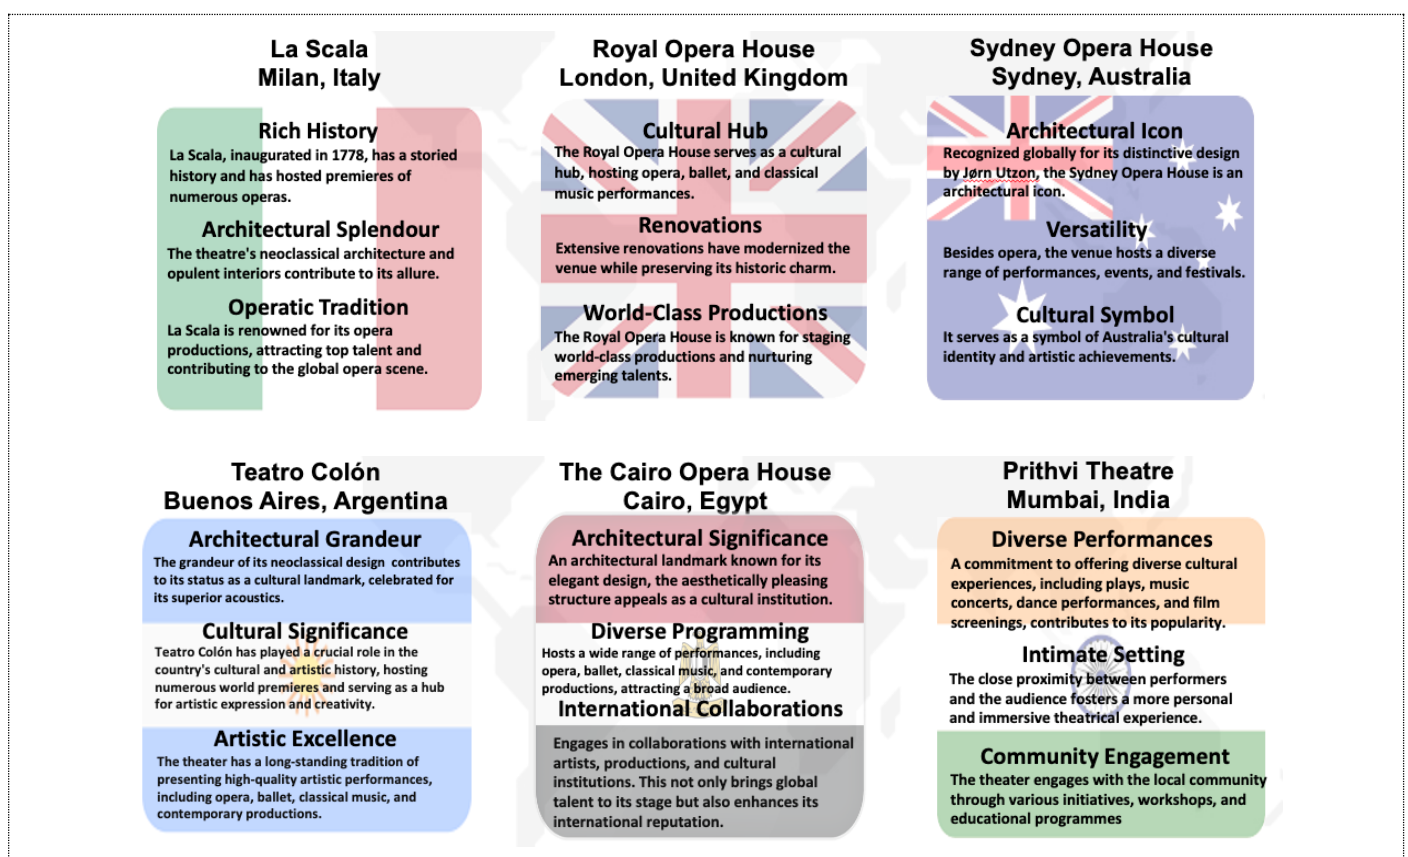 La Scala
Milan, Italy
Rich History
La Scala, inaugurated in 1778, has a storied
history and has hosted premieres of
numerous operas.
Architectural Splendour
The theatre's neoclassical architecture and
opulent interiors contribute to its allure.
Operatic Tradition
La Scala is renowned for its opera
productions, attracting top talent and
contributing to the global opera scene.
Royal Opera House
London, United Kingdom
Cultural Hub
The Royal Opera House serves as a cultural
hub, hosting opera, ballet, and classical
music performances.
Renovations
Extensive renovations have modernized the
venue while preserving its historic charm.
World-Class Productions
The Royal Opera House is known for staging
world-class productions and nurturing
emerging talents.
Sydney Opera House
Sydney, Australia
Architectural Icon
Recognized globally for its distinctive design
by Jørn Utzon, the Sydney Opera House is an
architectural icon.
Versatility
Besides opera, the venue hosts a diverse
range of performances, events, and festivals.
Cultural Symbol
It serves as a symbol of Australia's cultural
identity and artistic achievements.
Teatro Colón
Buenos Aires, Argentina
Architectural Grandeur
The grandeur of its neoclassical design contributes
to its status as a cultural landmark, celebrated for
its superior acoustics.
Cultural Significance
Teatro Colón has played a crucial role in the
country's cultural and artistic history, hosting
numerous world premieres and serving as a hub
for artistic expression and creativity.
Artistic Excellence
The theater has a long-standing tradition of
presenting high-quality artistic performances,
including opera, ballet, classical music, and
contemporary productions.
The Cairo Opera House
Cairo, Egypt
Architectural Significance
An architectural landmark known for its
elegant design, the aesthetically pleasing
structure appeals as a cultural institution.
Diverse Programming
Hosts a wide range of performances, including
opera, ballet, classical music, and contemporary
productions, attracting a broad audience.
International Collaborations
Engages in collaborations with international
artists, productions, and cultural
institutions. This not only brings global
talent to its stage but also enhances its
international reputation.
Prithvi Theatre
Mumbai, India
Diverse Performances
A commitment to offering diverse cultural
experiences, including plays, music
concerts, dance performances, and film
screenings, contributes to its popularity.
Intimate Setting
The close proximity between performers
and the audience fosters a more personal
and immersive theatrical experience.
Community Engagement
The theater engages with the local community
through various initiatives, workshops, and
educational programmes